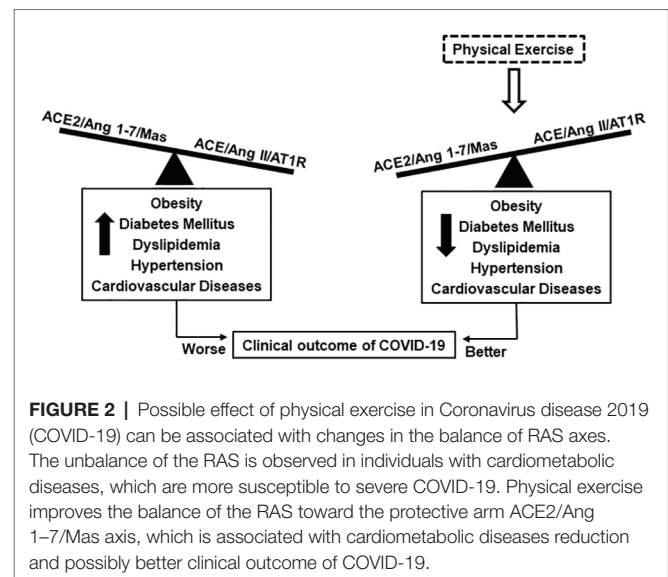 Physical Exercise
ACE2/Ang 1-7/Mas
ACE/Ang II/AT1R
ACE2/Ang 1-7/Mas
ACE/Ang II/AT1R
Obesity
Diabetes Mellitus
Dyslipidemia
Hypertension
Cardiovascular Diseases
Obesity
Diabetes Mellitus
Dyslipidemia
Hypertension
Cardiovascular Diseases
Worse
Clinical outcome of COVID-19
Better
FIGURE 2 | Possible effect of physical exercise in Coronavirus disease 2019
(COVID-19) can be associated with changes in the balance of RAS axes.
The unbalance of the RAS is observed in individuals with cardiometabolic
diseases, which are more susceptible to severe COVID-19. Physical exercise
improves the balance of the RAS toward the protective arm ACE2/Ang
1–7/Mas axis, which is associated with cardiometabolic diseases reduction
and possibly better clinical outcome of COVID-19.